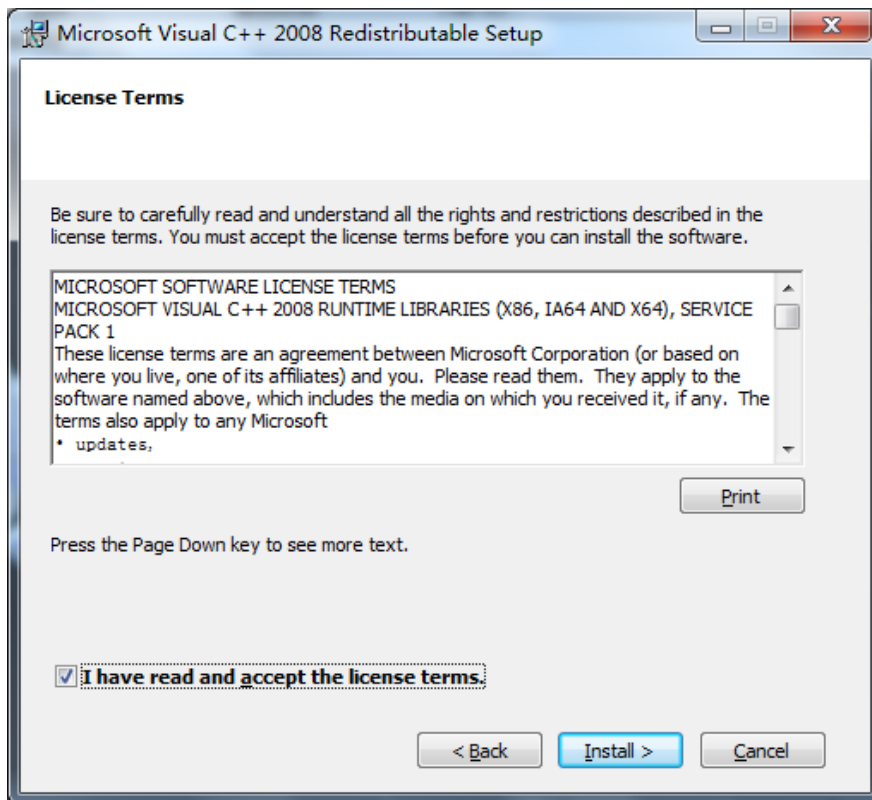 Microsoft Visual C++ 2008 Redistributable Setup
License Terms
Be sure to carefully read and understand all the rights and restrictions described in the
license terms. You must accept the license terms before you can install the software.
MICROSOFT SOFTWARE LICENSE TERMS
MICROSOFT VISUAL C++ 2008 RUNTIME LIBRARIES (X86, IA64 AND X64), SERVICE
PACK 1
These license terms are an agreement between Microsoft Corporation (or based on
where you live, one of its affiliates) and you.  Please read them.  They apply to the
software named above, which includes the media on which you received it, if any.  The
terms also apply to any Microsoft
• updates,
Print
Press the Page Down key to see more text.
I have read and accept the license terms.
< Back Install > Cancel